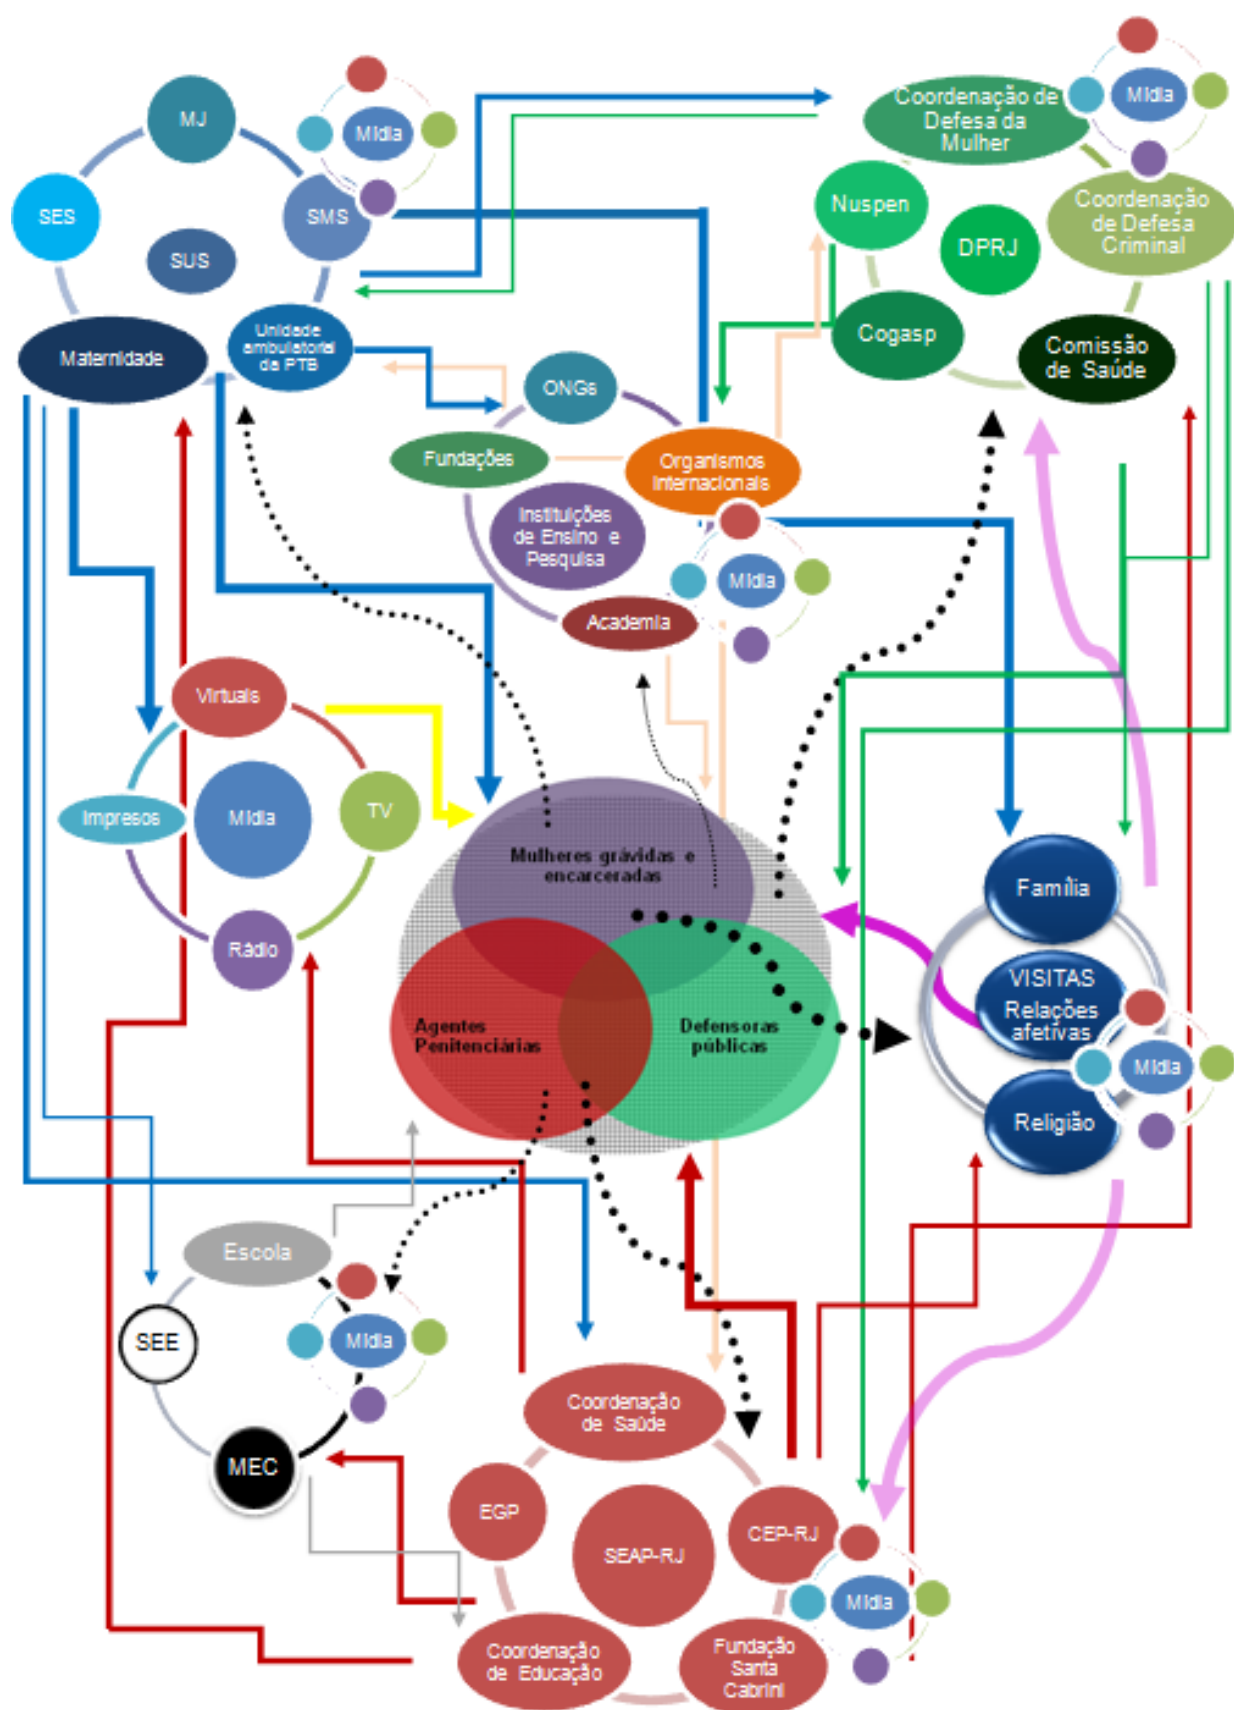 MJ
Mídia
SES
SMS
SUS
Maternidade
Unidade
ambulatorial
da PTB
Coordenação de
Defesa da
Mulher
Mídia
Nuspen
DPRJ
Coordenação
de Defesa
Criminal
Cogasp
Comissão
de Saúde
ONGs
Fundações
Organismos
Internacionais
Instituições
de Ensino e
Pesquisa
Mídia
Academia
Virtuais
Impresos
Mídia
TV
Rádio
Mulheres grávidas e
encarceradas
Agentes
Penitenciárias
Defensoras
públicas
Família
VISITAS
Relações
afetivas
Mídia
Religião
Escola
SEE
Mídia
MEC
Coordenação
de Saúde
EGP
SEAP-RJ
CEP-RJ
Mídia
Coordenação
de Educação
Fundação
Santa
Cabrini